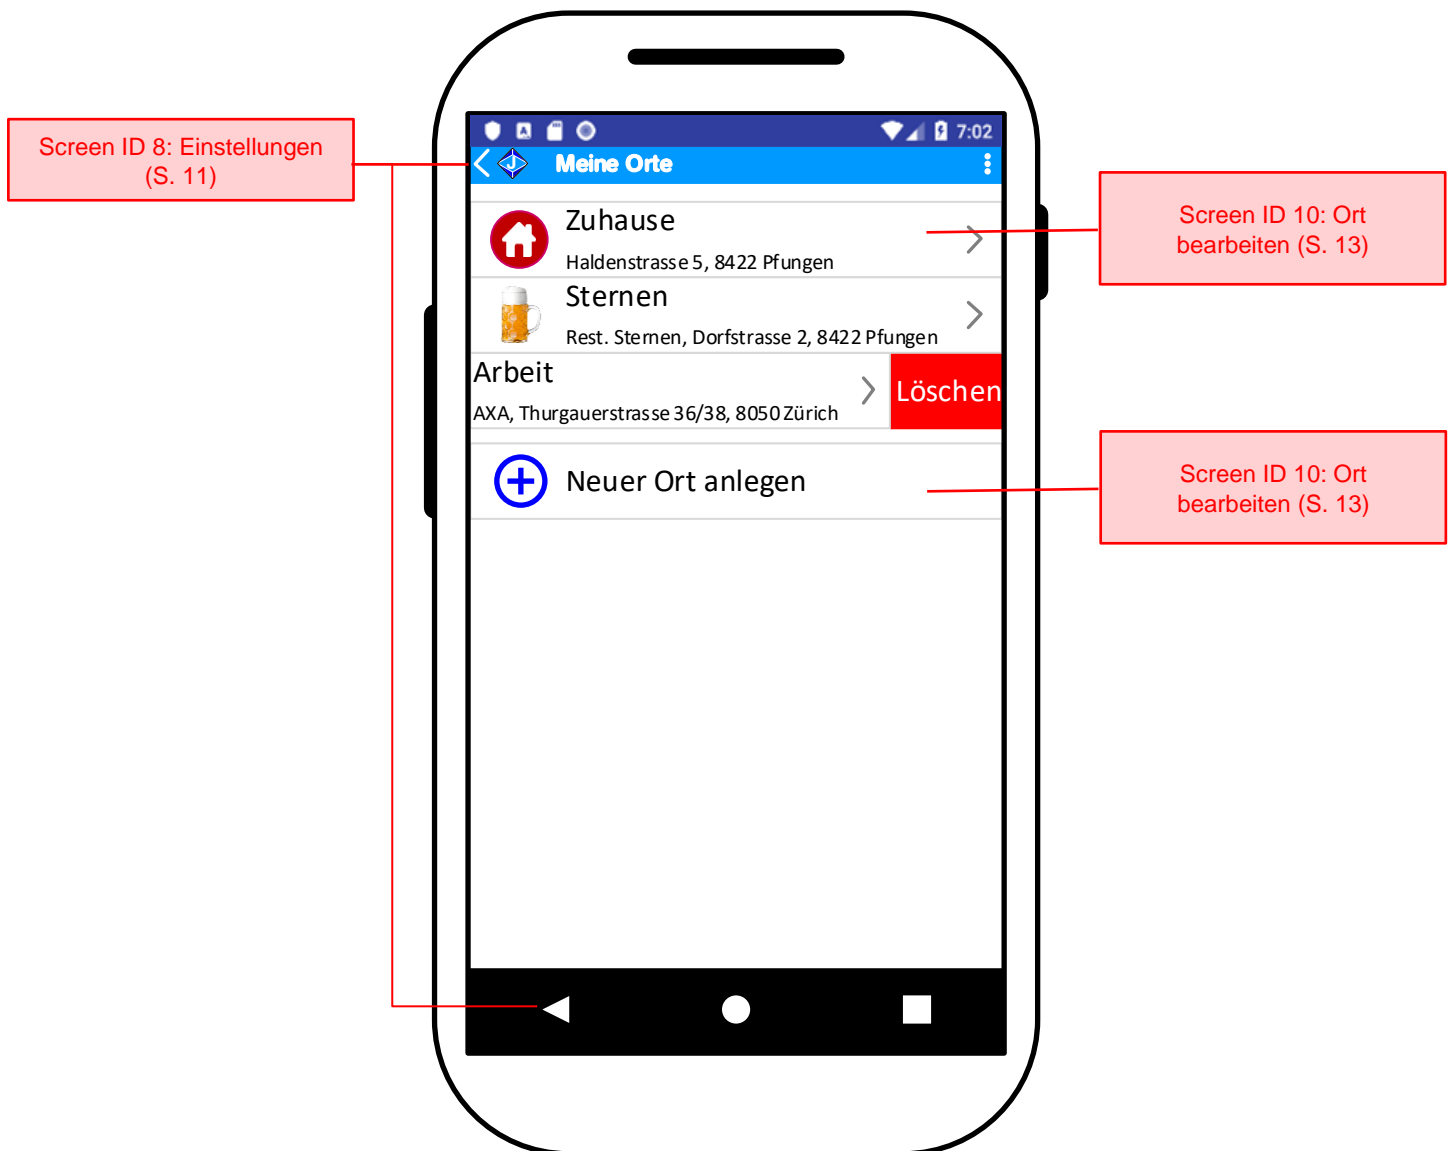 Screen ID 8: Einstellungen
(S. 11)
7:02
J
Meine Orte
Zuhause
Haldenstrasse 5, 8422 Pfungen
Screen ID 10: Ort
bearbeiten (S. 13)
Sternen
Rest. Sternen, Dorfstrasse 2, 8422 Pfungen
Arbeit
AXA, Thurgauerstrasse 36/38, 8050 Zürich
Löschen
Neuer Ort anlegen
Screen ID 10: Ort
bearbeiten (S. 13)